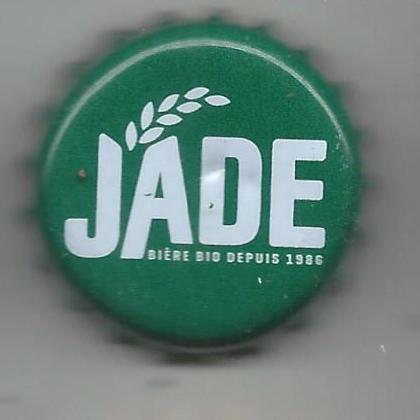 JADE
BIÈRE BIO DEPUIS 1986